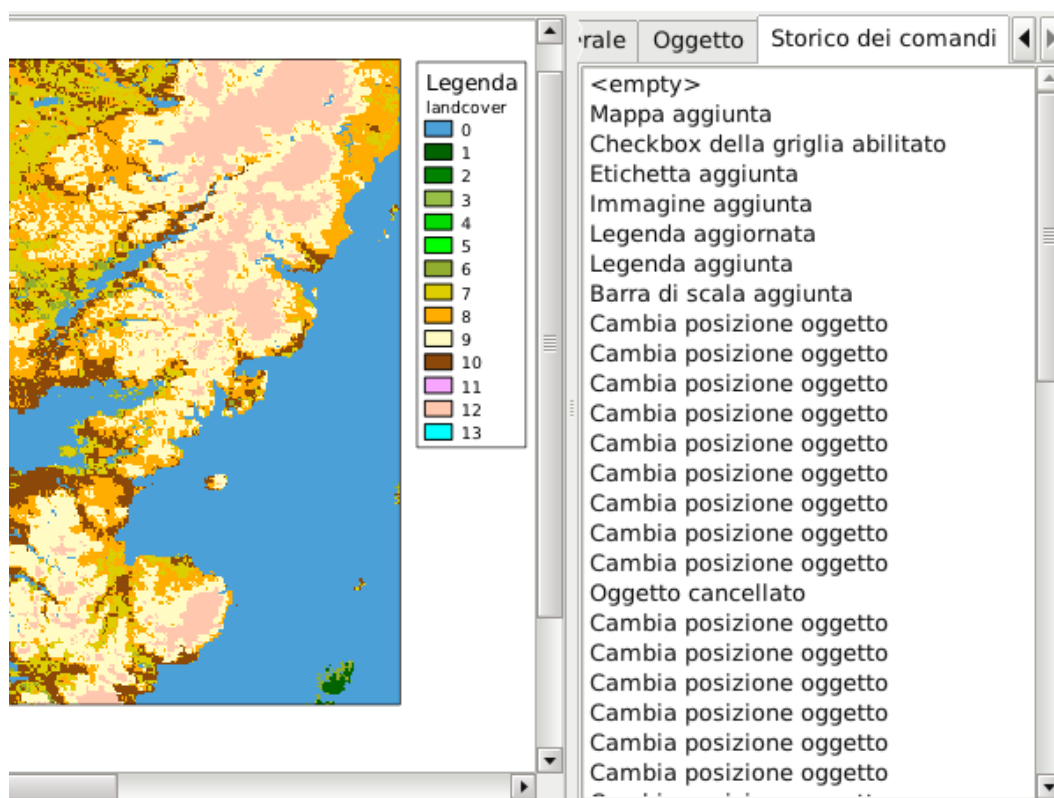 rale
Oggetto
Storico dei comandi
Legenda
landcover
0
1
2
3
4
5
6
7
8
9
10
11
12
13
<empty>
Mappa aggiunta
Checkbox della griglia abilitato
Etichetta aggiunta
Immagine aggiunta
Legenda aggiornata
Legenda aggiunta
Barra di scala aggiunta
Cambia posizione oggetto
Cambia posizione oggetto
Cambia posizione oggetto
Cambia posizione oggetto
Cambia posizione oggetto
Cambia posizione oggetto
Cambia posizione oggetto
Cambia posizione oggetto
Cambia posizione oggetto
Oggetto cancellato
Cambia posizione oggetto
Cambia posizione oggetto
Cambia posizione oggetto
Cambia posizione oggetto
Cambia posizione oggetto
Cambia posizione oggetto